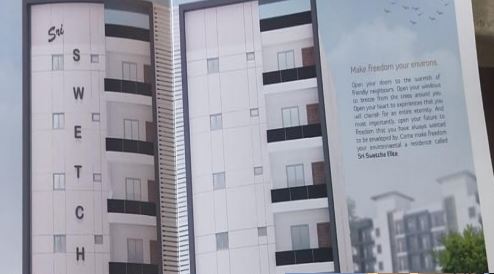 Sri
S
W
E
T
C
H
Make freedom your environs.
Open your doors to the warmth of
friendly neighbours. Open your windows
to breeze from the trees around you.
Open your heart to experiences that you
will cherish for an entire eternity. And
most importantly, open your future to
freedom that you have always wanted
to be enveloped by. Come make freedom
your environmental a residence called
Sri Swetcha Elite.